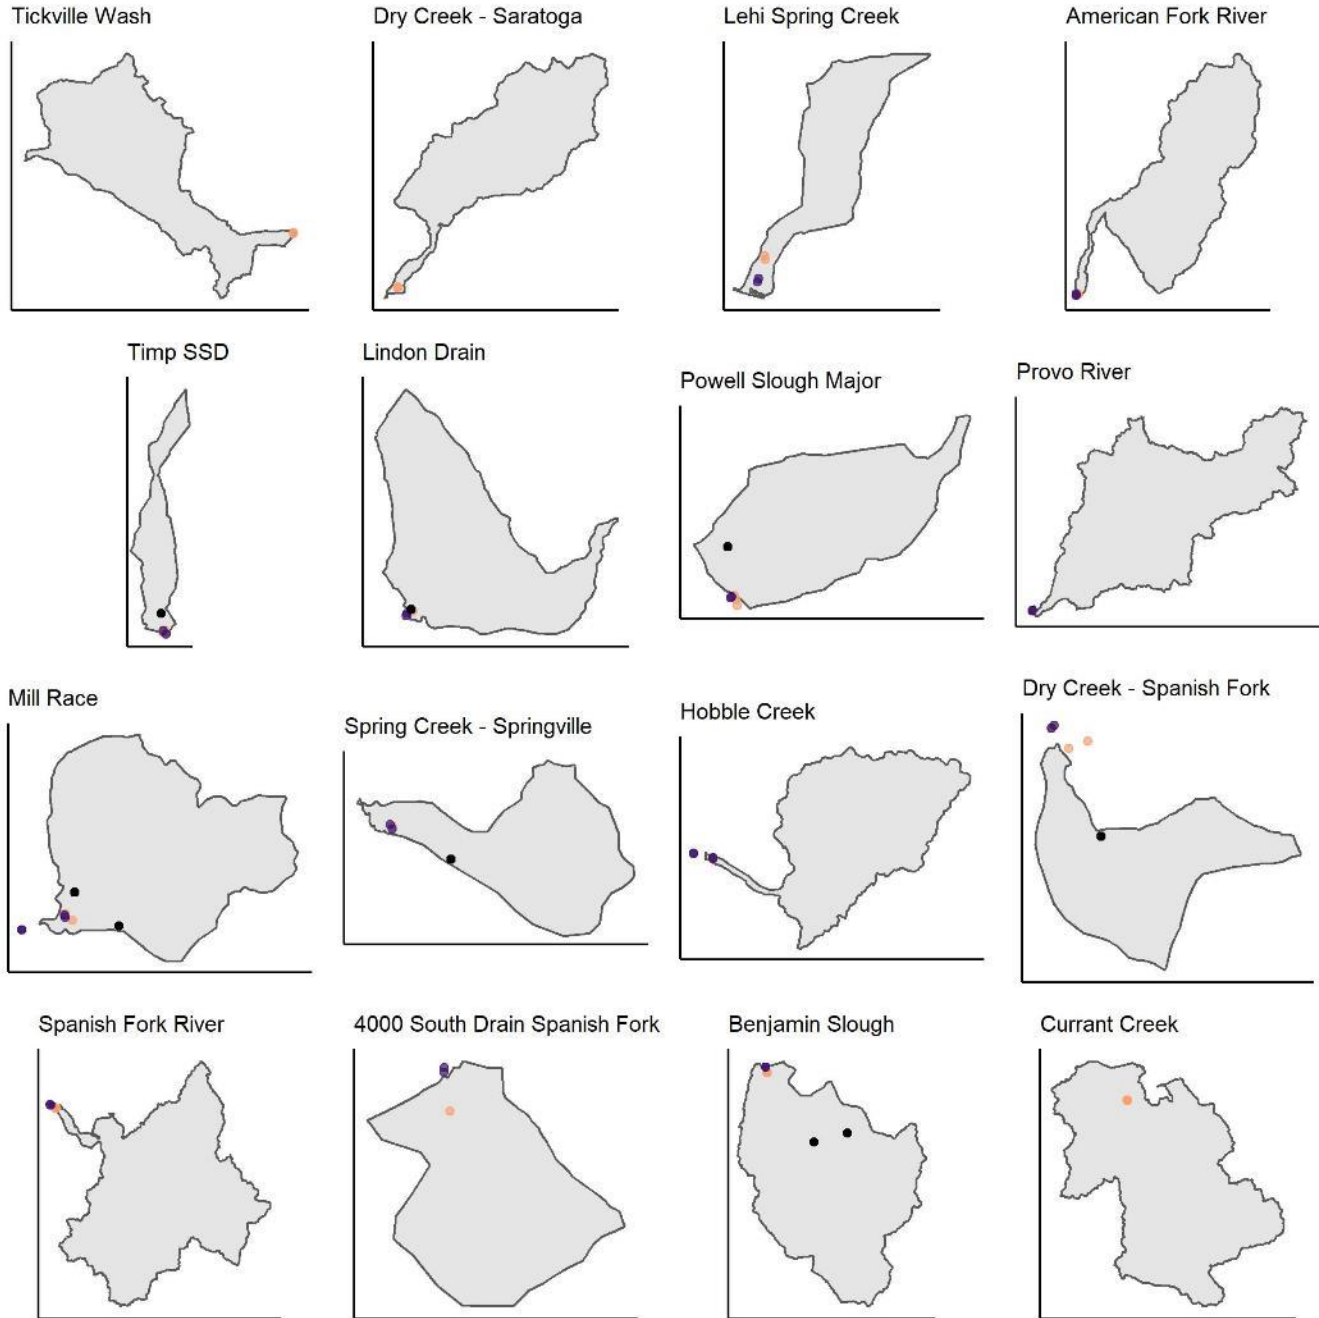 Tickville Wash
Dry Creek - Saratoga
Lehi Spring Creek
American Fork River
Timp SSD
Lindon Drain
Powell Slough Major
Provo River
Mill Race
Spring Creek - Springville
Hobble Creek
Dry Creek - Spanish Fork
Spanish Fork River
4000 South Drain Spanish Fork
Benjamin Slough
Currant Creek